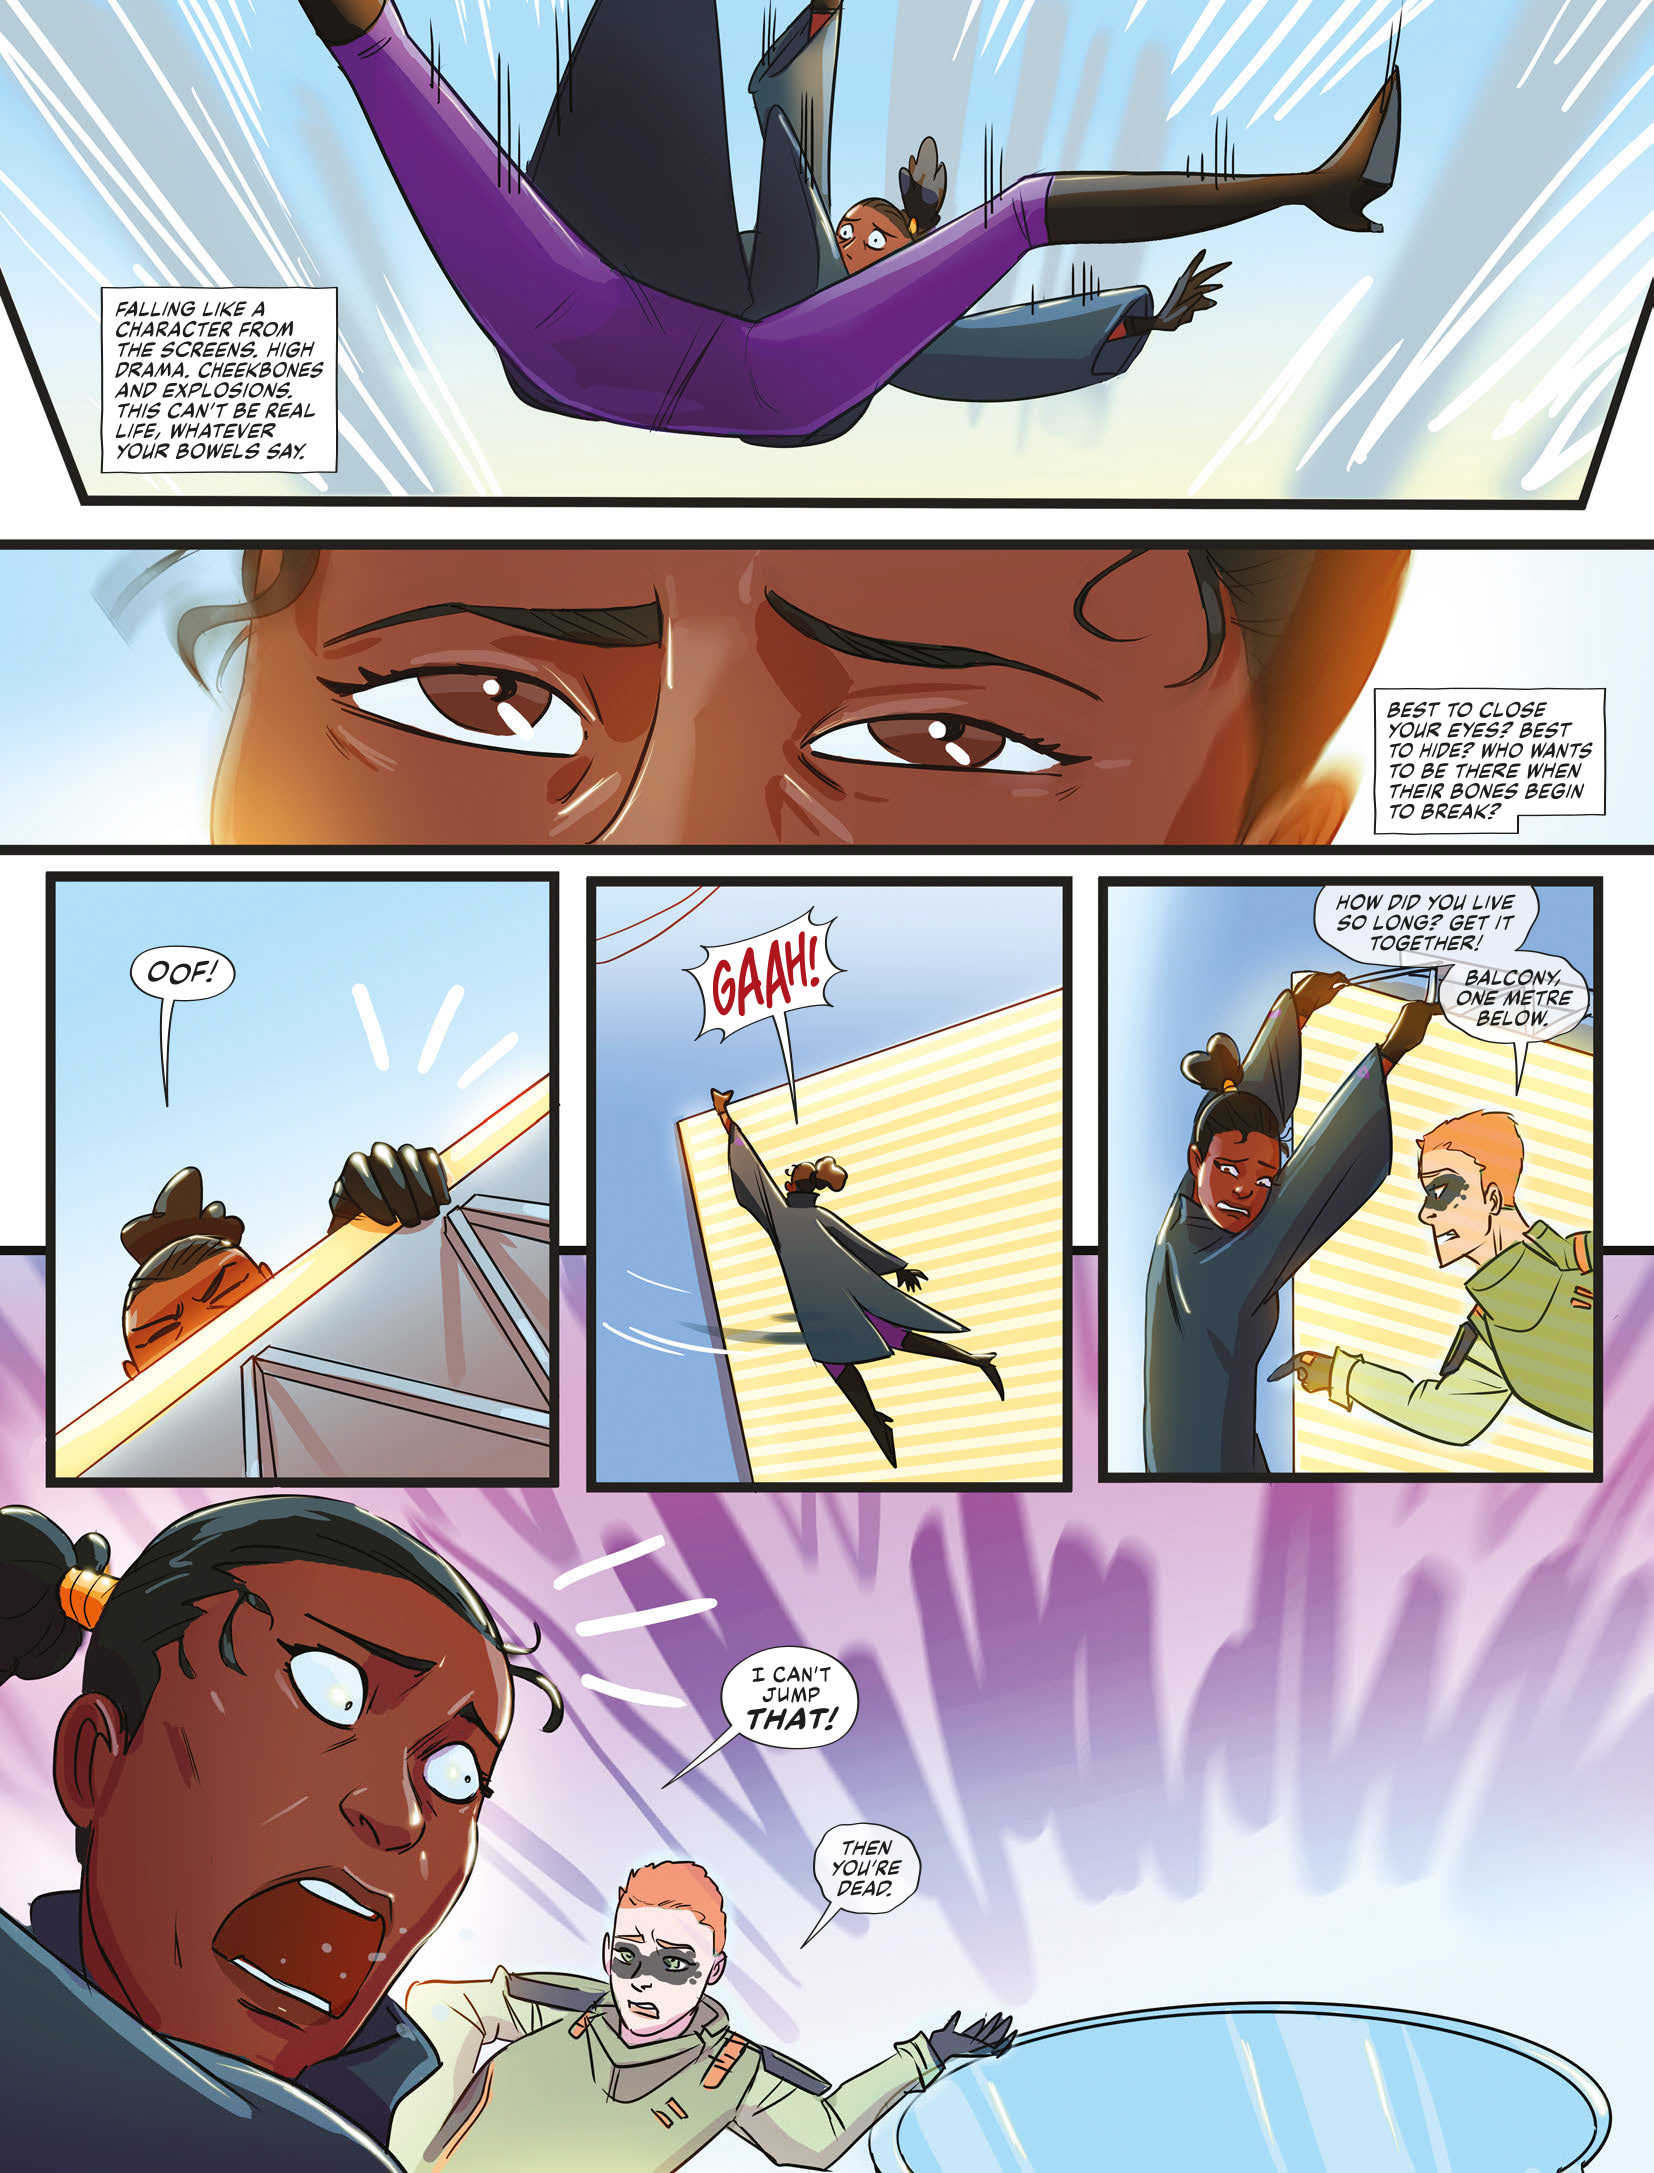 FALLING LIKE A
CHARACTER FROM
THE SCREENS. HIGH
DRAMA. CHEEKBONES
AND EXPLOSIONS.
THIS CAN'T BE REAL
LIFE, WHATEVER
YOUR BOWELS SAY.
BEST TO CLOSE
YOUR EYES? BEST
TO HIDE? WHO WANTS
TO BE THERE WHEN
THEIR BONES BEGIN
TO BREAK?
OOF!
GAAH!
HOW DID YOU LIVE
SO LONG? GET IT
TOGETHER!
BALCONY,
ONE METRE
BELOW.
I CAN'T
JUMP
THAT!
THEN
YOU'RE
DEAD.